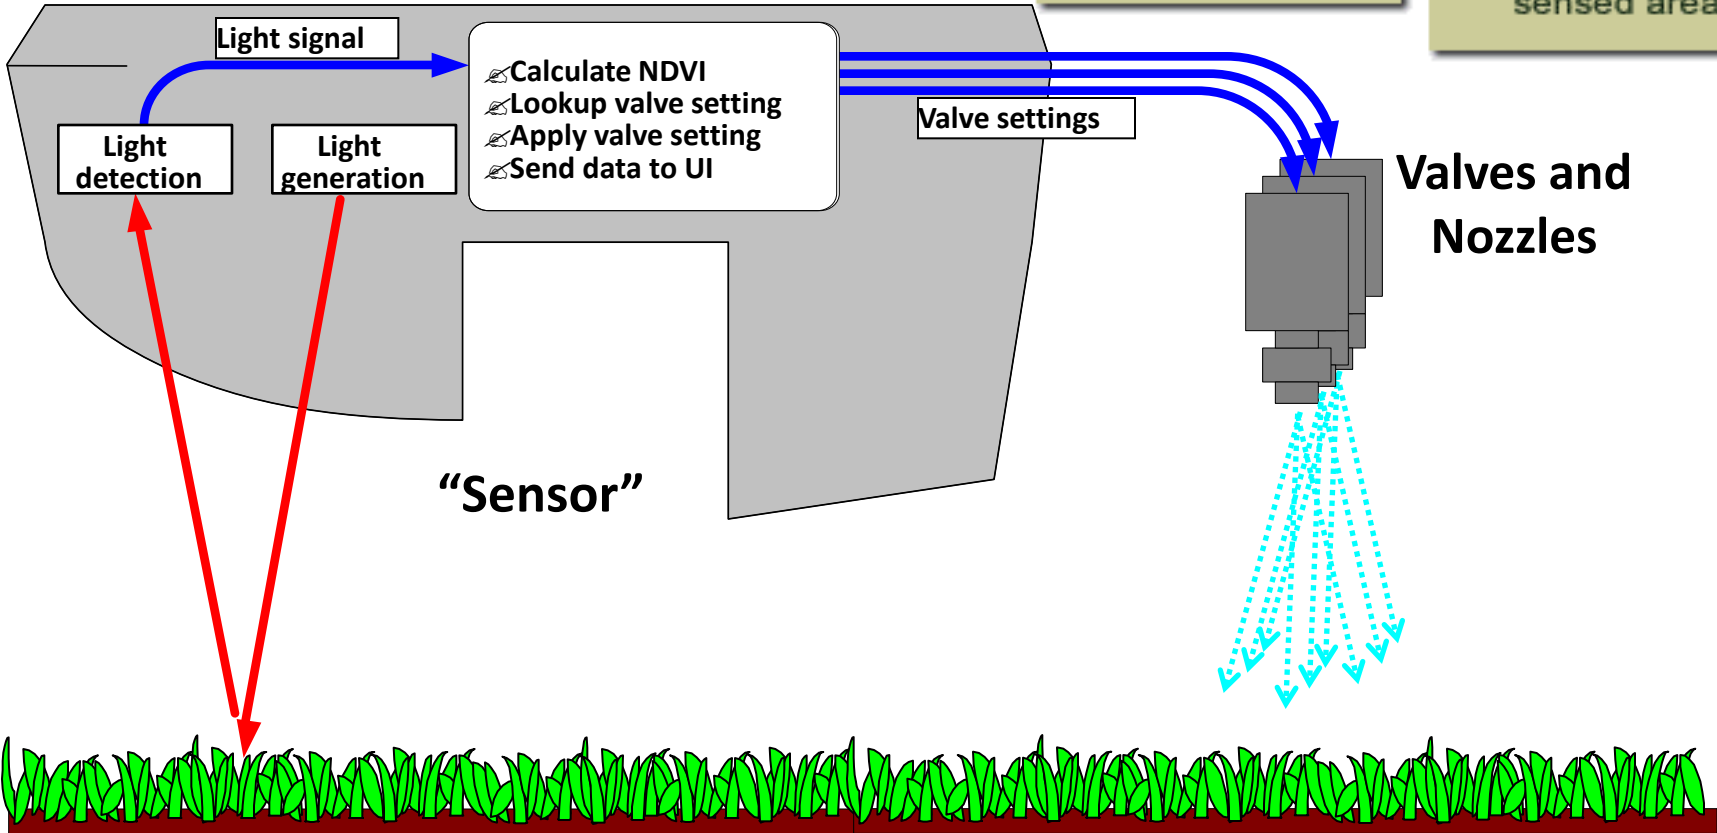 sensed area
Light signal
Calculate NDVI
Lookup valve setting
Apply valve setting
Send data to UI
Valve settings
Light
detection
Light
generation
Valves and
Nozzles
“Sensor”